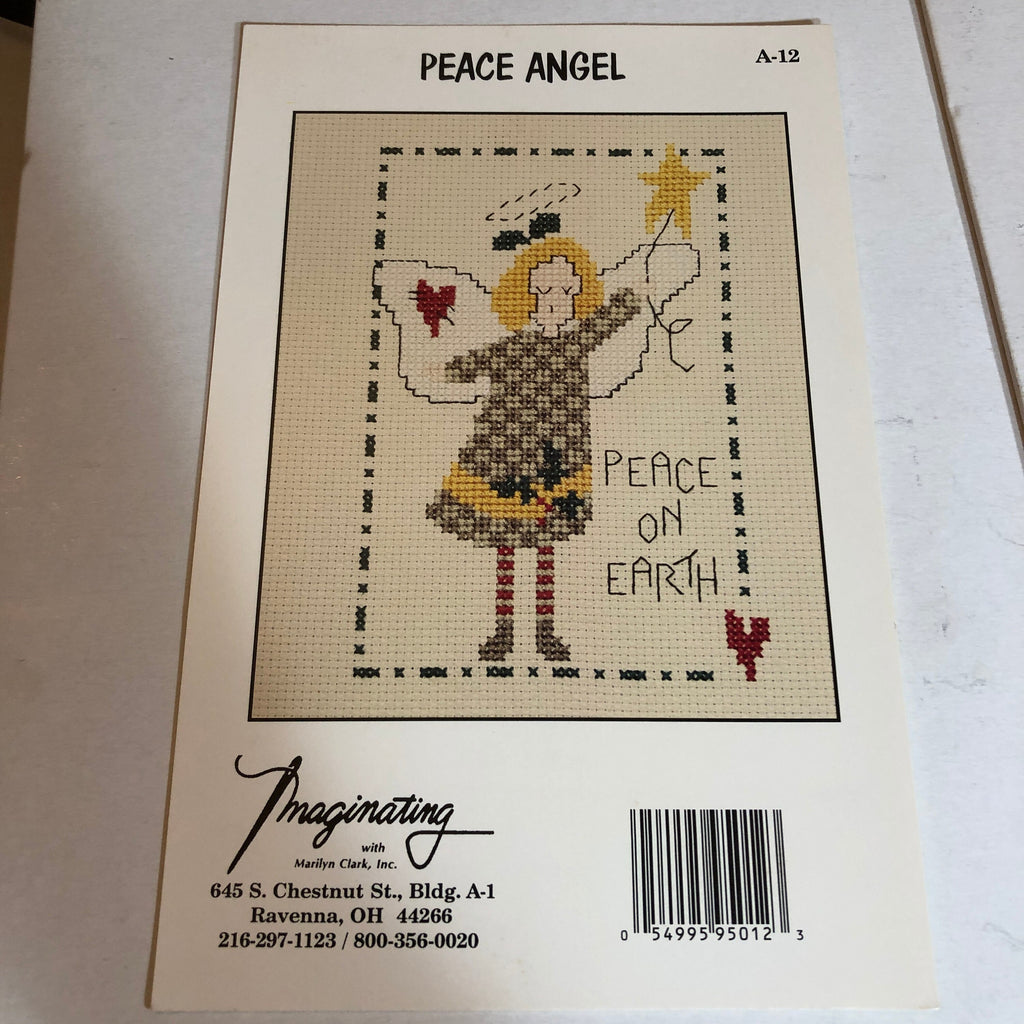 PEACE ANGEL
A-12
PEACE
ON
EARTH
Imaginating
with
Marilyn Clark, Inc.
645 S. Chestnut St., Bldg. A-1
Ravenna, OH 44266
216-297-1123 / 800-356-0020
0 54995 95012 3